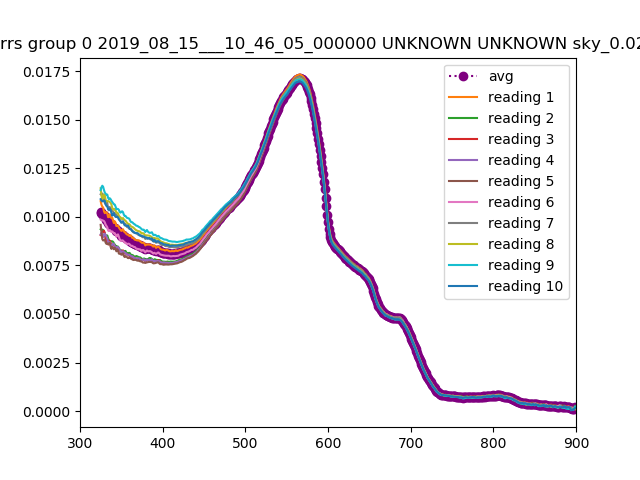 rrs group 0 2019_08_15___10_46_05_000000 UNKNOWN UNKNOWN sky_0.02
0.0175
0.0150
0.0125
0.0100
0.0075
0.0050
0.0025
0.0000
300 400 500 600 700 800 900
avg
reading 1
reading 2
reading 3
reading 4
reading 5
reading 6
reading 7
reading 8
reading 9
reading 10